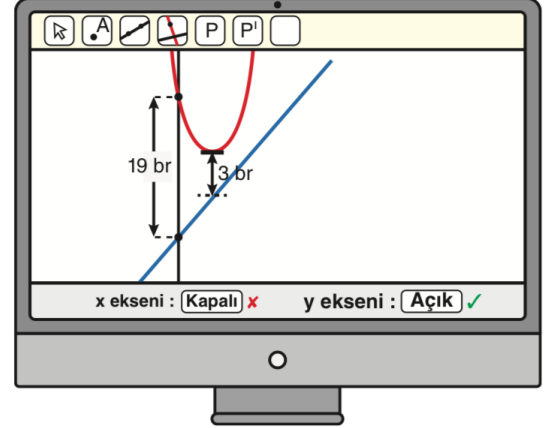 A P P'
19 br
3 br
x ekseni : Kapalı ✘ y ekseni : Açık ✓